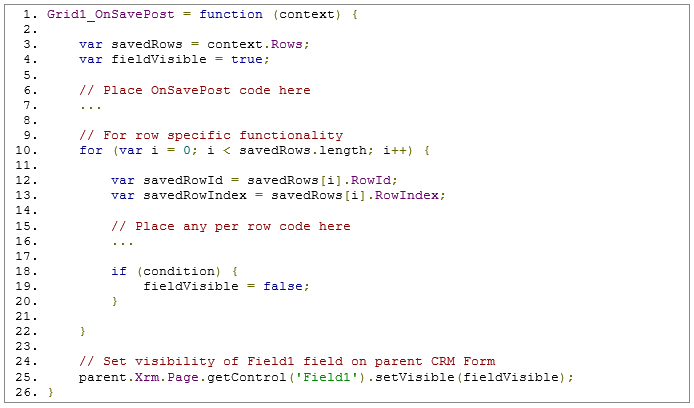 1. Grid1_OnSavePost = function (context) {
2.
3.     var savedRows = context.Rows;
4.     var fieldVisible = true;
5.
6.     // Place OnSavePost code here
7.     ...
8.
9.     // For row specific functionality
10.     for (var i = 0; i < savedRows.length; i++) {
11.
12.         var savedRowId = savedRows[i].RowId;
13.         var savedRowIndex = savedRows[i].RowIndex;
14.
15.         // Place any per row code here
16.         ...
17.
18.         if (condition) {
19.             fieldVisible = false;
20.         }
21.
22.     }
23.
24.     // Set visibility of Field1 field on parent CRM Form
25.     parent.Xrm.Page.getControl('Field1').setVisible(fieldVisible);
26. }